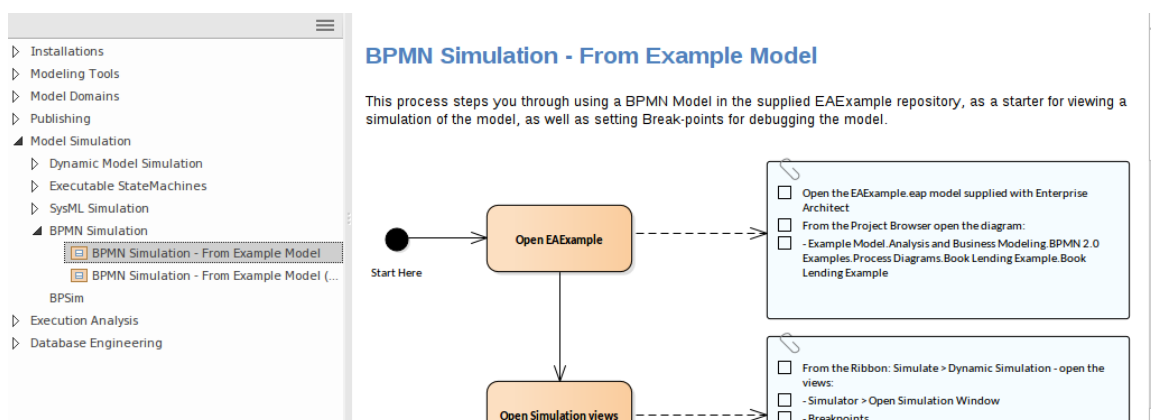 Installations
Modeling Tools
Model Domains
Publishing
Model Simulation
Dynamic Model Simulation
Executable StateMachines
SysML Simulation
BPMN Simulation
BPMN Simulation - From Example Model
BPMN Simulation - From Example Model (...
BPSim
Execution Analysis
Database Engineering
BPMN Simulation - From Example Model
This process steps you through using a BPMN Model in the supplied EAExample repository, as a starter for viewing a
simulation of the model, as well as setting Break-points for debugging the model.
Start Here
Open EAExample
Open the EAExample.eap model supplied with Enterprise
Architect
From the Project Browser open the diagram:
- Example Model.Analysis and Business Modeling.BPMN 2.0
Examples.Process Diagrams.Book Lending Example.Book
Lending Example
Open Simulation views
From the Ribbon: Simulate > Dynamic Simulation - open the
views:
- Simulator > Open Simulation Window
- Breakpoints